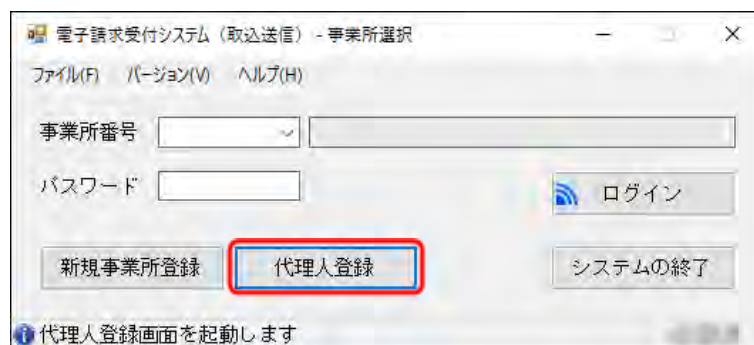 電子請求受付システム（取込送信） - 事業所選択
ファイル(F) バージョン(V) ヘルプ(H)
事業所番号
パスワード
ログイン
新規事業所登録 代理人登録 システムの終了
代理人登録画面を起動します